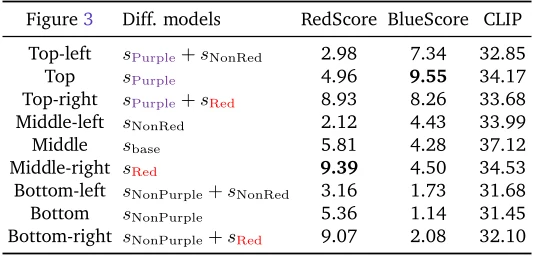 Figure 3 Diff. models RedScore BlueScore CLIP
Top-left sPurple + sNonRed 2.98 7.34 32.85
Top sPurple 4.96 9.55 34.17
Top-right sPurple + sRed 8.93 8.26 33.68
Middle-left sNonRed 2.12 4.43 33.99
Middle sbase 5.81 4.28 37.12
Middle-right sRed 9.39 4.50 34.53
Bottom-left sNonPurple + sNonRed 3.16 1.73 31.68
Bottom sNonPurple 5.36 1.14 31.45
Bottom-right sNonPurple + sRed 9.07 2.08 32.10